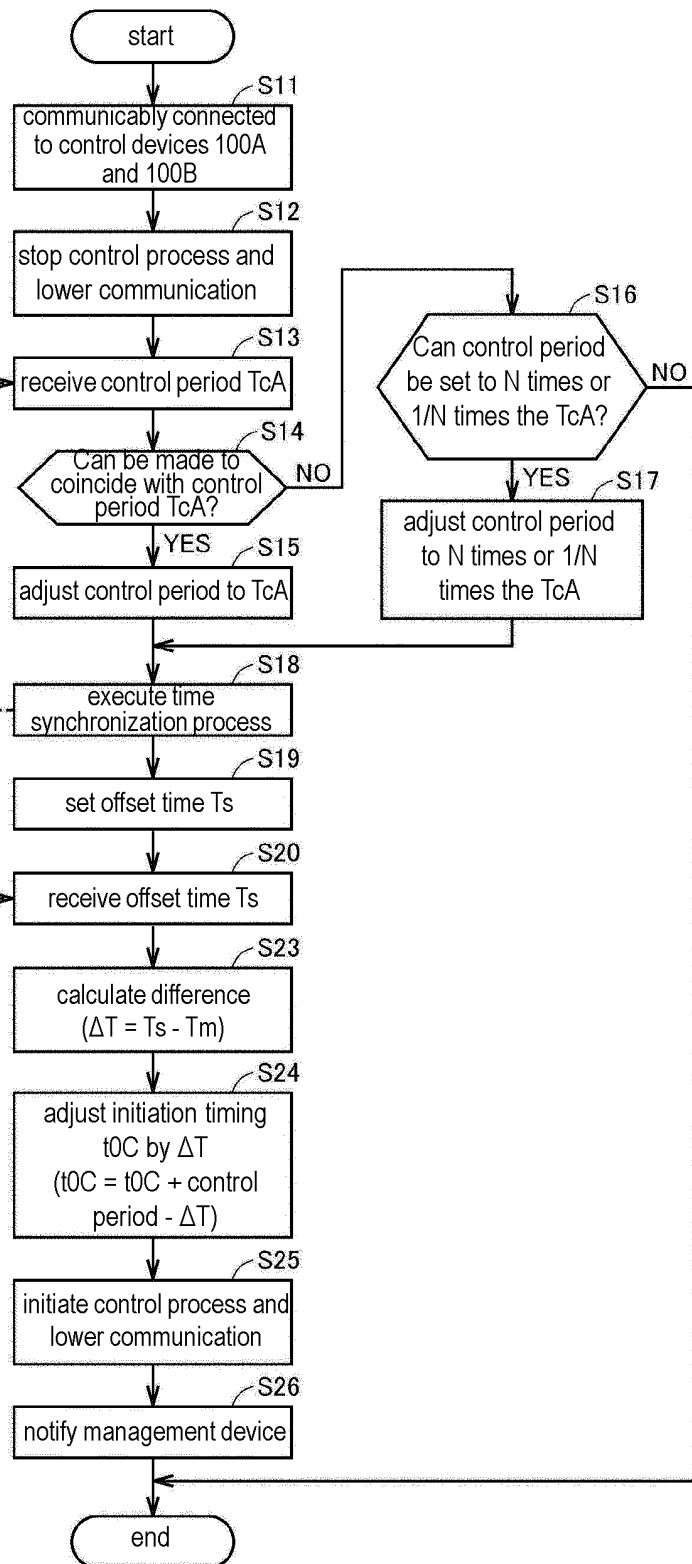 start
S11
communicably connected
to control devices 100A
and 100B
S12
stop control process and
lower communication
S13
receive control period TcA
S14
Can be made to
coincide with control
period TcA?
NO
YES
S15
adjust control period to TcA
S16
Can control period
be set to N times or
1/N times the TcA?
NO
YES
S17
adjust control period
to N times or 1/N
times the TcA
S18
execute time
synchronization process
S19
set offset time Ts
S20
receive offset time Ts
S23
calculate difference
(ΔT = Ts - Tm)
S24
adjust initiation timing
t0C by ΔT
(t0C = t0C + control
period - ΔT)
S25
initiate control process and
lower communication
S26
notify management device
end